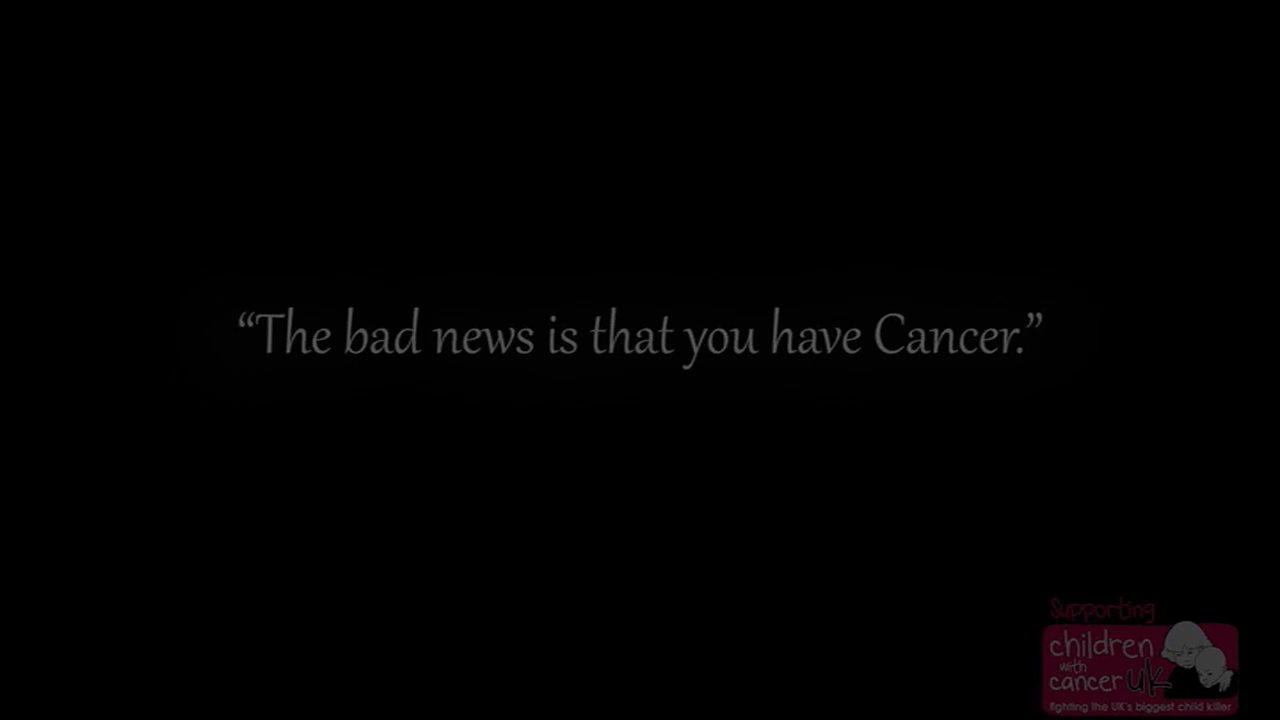 “The bad news is that you have Cancer.”
Supporting
children
with
cancer uk
fighting the UK's biggest child killer